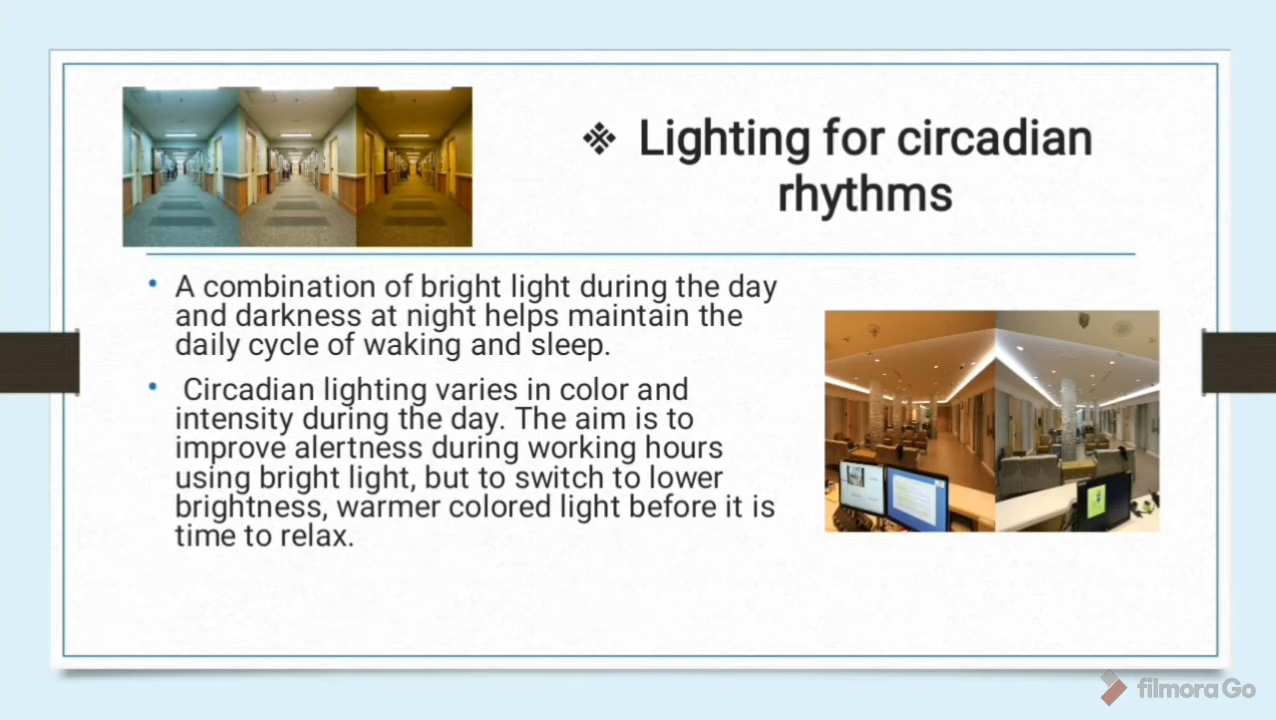 ❖ Lighting for circadian
rhythms
• A combination of bright light during the day
and darkness at night helps maintain the
daily cycle of waking and sleep.
• Circadian lighting varies in color and
intensity during the day. The aim is to
improve alertness during working hours
using bright light, but to switch to lower
brightness, warmer colored light before it is
time to relax.
filmoraGo